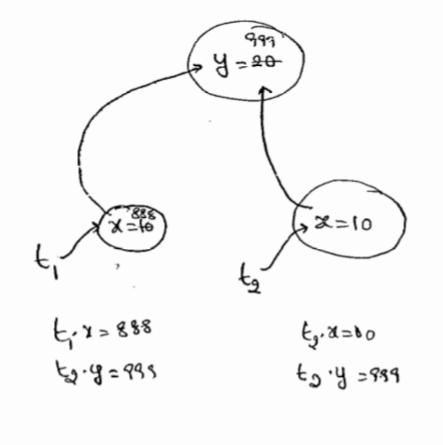 999
y = 20
888
x = 10
x = 10
t1
t2
t1.x = 888
t2.x = 10
t2.y = 999
t2.y = 999